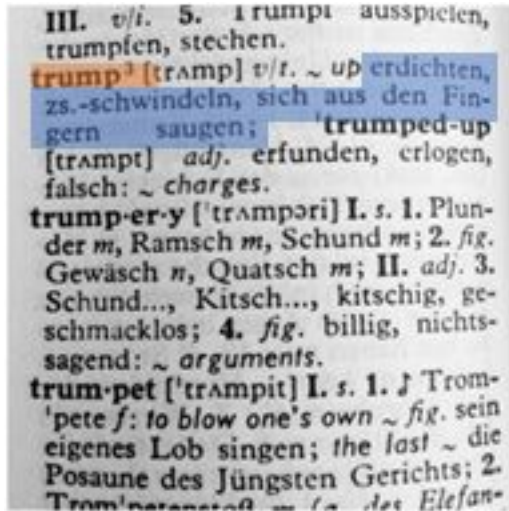 III. v/i. 5. Trumpf ausspielen,
trumpfen, stechen.
trump³ [trʌmp] v/t. ~ up erdichten,
zs.-schwindeln, sich aus den Fin-
gern saugen; 'trumped-up
[trʌmpt] adj. erfunden, erlogen,
falsch: ~ charges.
trump·er·y ['trʌmpəri] I. s. 1. Plun-
der m, Ramsch m, Schund m; 2. fig.
Gewäsch n, Quatsch m; II. adj. 3.
Schund..., Kitsch..., kitschig, ge-
schmacklos; 4. fig. billig, nichts-
sagend: ~ arguments.
trum·pet ['trʌmpit] I. s. 1. ♪ Trom-
'pete f: to blow one's own ~ fig. sein
eigenes Lob singen; the last ~ die
Posaune des Jüngsten Gerichts; 2.
Trom'petenstoß m (a. des Elefan-